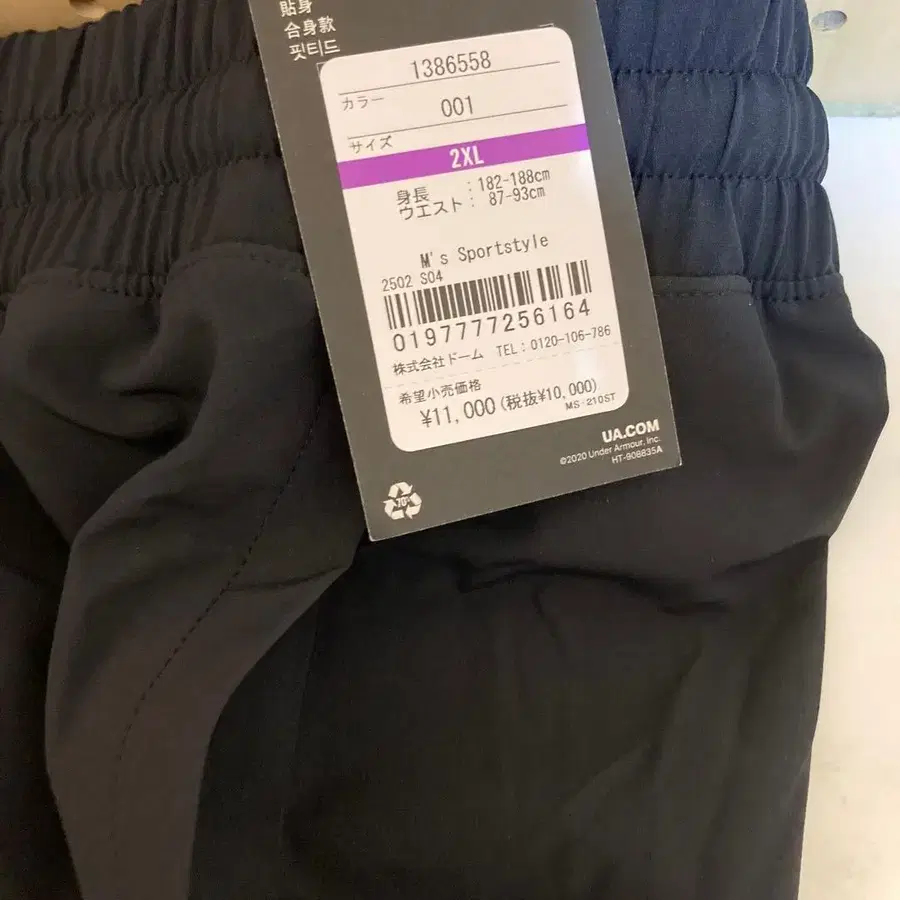 貼身
合身款
핏티드
1386558
カラー 001
サイズ
2XL
身長 : 182-188cm
ウエスト : 87-93cm
M's Sportstyle
2502 S04
0197777256164
株式会社ドーム TEL : 0120-106-786
希望小売価格
¥11,000 (税抜¥10,000)
MS-210ST
UA.COM
©2020 Under Armour, Inc.
HT-908835A
70%